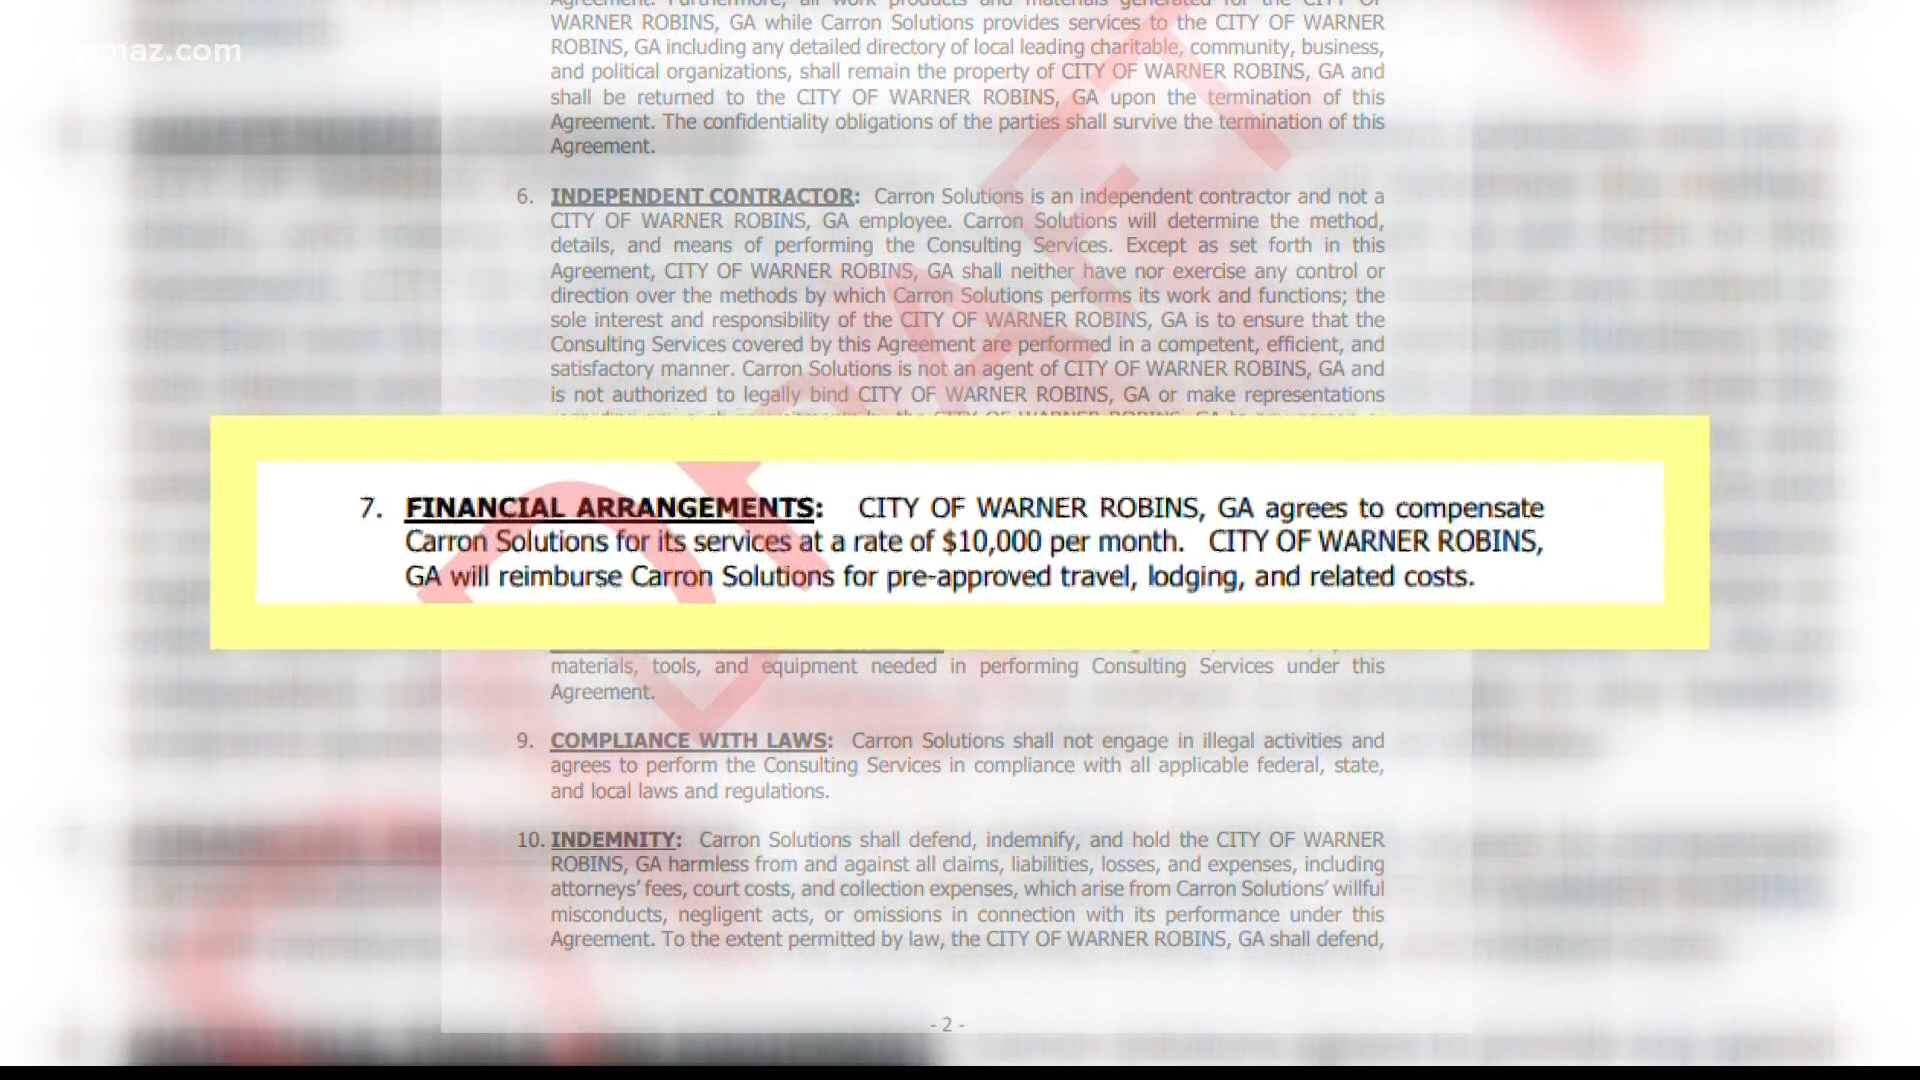 maz.com
WARNER ROBINS, GA while Carron Solutions provides services to the CITY OF WARNER
ROBINS, GA including any detailed directory of local leading charitable, community, business,
and political organizations, shall remain the property of CITY OF WARNER ROBINS, GA and
shall be returned to the CITY OF WARNER ROBINS, GA upon the termination of this
Agreement. The confidentiality obligations of the parties shall survive the termination of this
Agreement.
6. INDEPENDENT CONTRACTOR: Carron Solutions is an independent contractor and not a
CITY OF WARNER ROBINS, GA employee. Carron Solutions will determine the method,
details, and means of performing the Consulting Services. Except as set forth in this
Agreement, CITY OF WARNER ROBINS, GA shall neither have nor exercise any control or
direction over the methods by which Carron Solutions performs its work and functions; the
sole interest and responsibility of the CITY OF WARNER ROBINS, GA is to ensure that the
Consulting Services covered by this Agreement are performed in a competent, efficient, and
satisfactory manner. Carron Solutions is not an agent of CITY OF WARNER ROBINS, GA and
is not authorized to legally bind CITY OF WARNER ROBINS, GA or make representations
7. FINANCIAL ARRANGEMENTS: CITY OF WARNER ROBINS, GA agrees to compensate
Carron Solutions for its services at a rate of $10,000 per month. CITY OF WARNER ROBINS,
GA will reimburse Carron Solutions for pre-approved travel, lodging, and related costs.
materials, tools, and equipment needed in performing Consulting Services under this
Agreement.
9. COMPLIANCE WITH LAWS: Carron Solutions shall not engage in illegal activities and
agrees to perform the Consulting Services in compliance with all applicable federal, state,
and local laws and regulations.
10. INDEMNITY: Carron Solutions shall defend, indemnify, and hold the CITY OF WARNER
ROBINS, GA harmless from and against all claims, liabilities, losses, and expenses, including
attorneys' fees, court costs, and collection expenses, which arise from Carron Solutions' willful
misconducts, negligent acts, or omissions in connection with its performance under this
Agreement. To the extent permitted by law, the CITY OF WARNER ROBINS, GA shall defend,
- 2 -
DRAFT